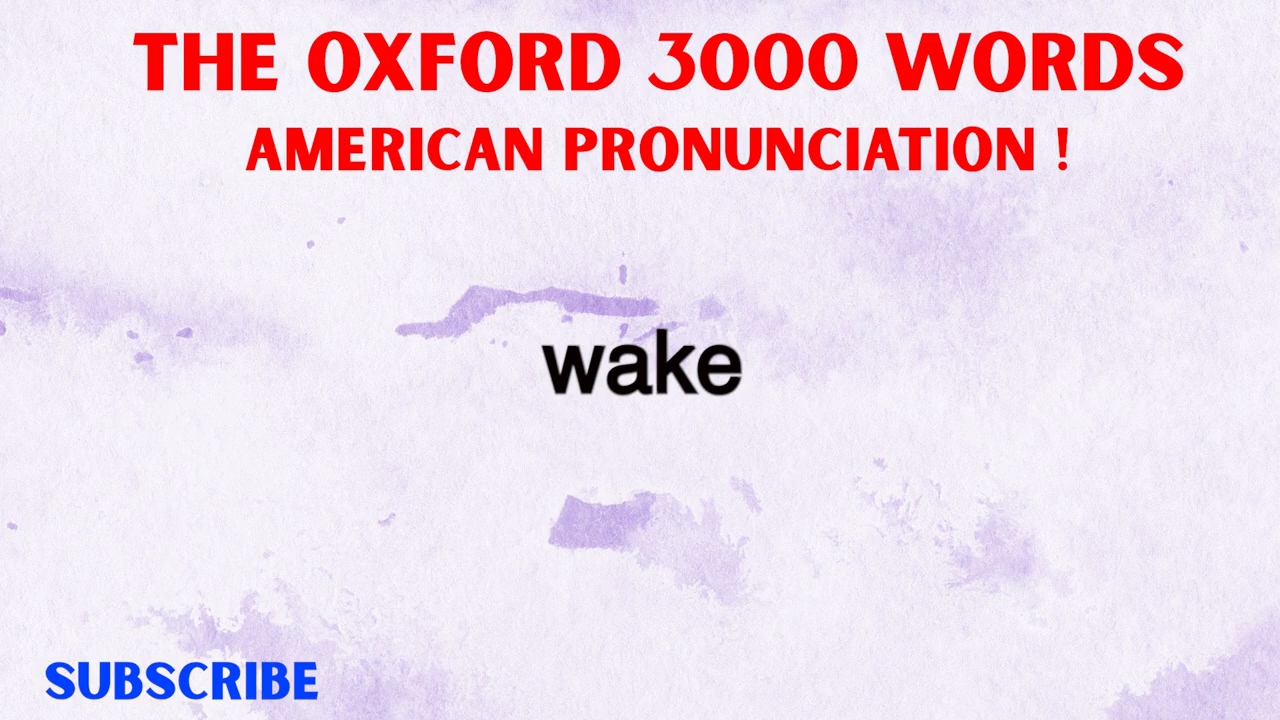 THE OXFORD 3000 WORDS
AMERICAN PRONUNCIATION !
wake
SUBSCRIBE